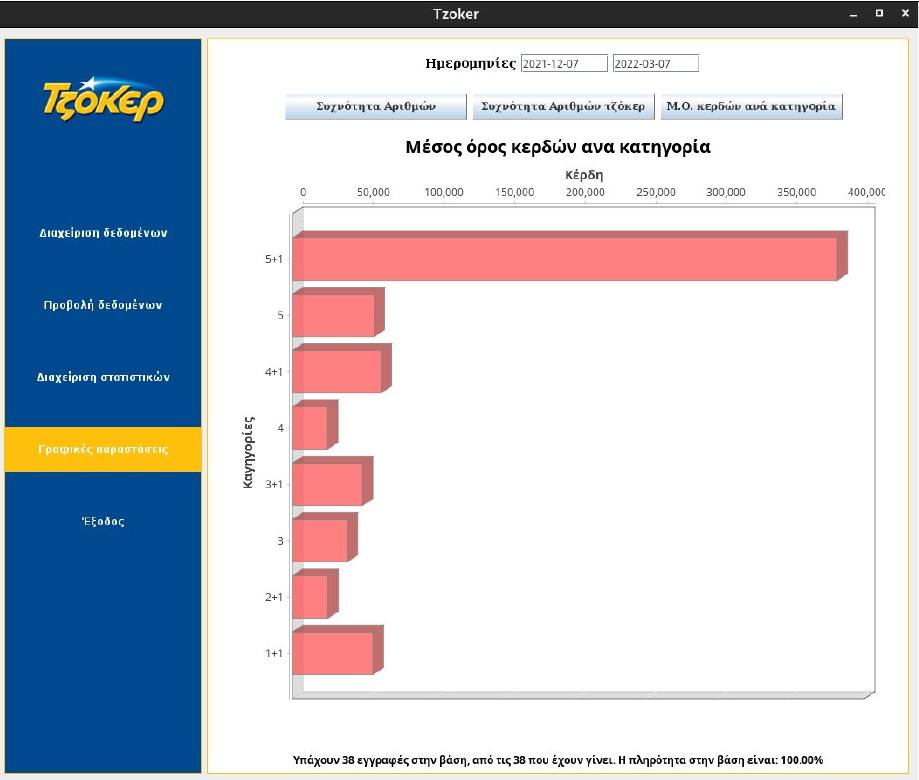 Tzoker
Ημερομηνίες 2021-12-07 2022-03-07
ΤΖΟΚΕΡ
Συχνότητα Αριθμών Συχνότητα Αριθμών τζόκερ Μ.Ο. κερδών ανά κατηγορία
Μέσος όρος κερδών ανα κατηγορία
Κέρδη
0 50,000 100,000 150,000 200,000 250,000 300,000 350,000 400,000
Διαχείριση δεδομένων
Προβολή δεδομένων
Διαχείριση στατιστικών
Γραφικές παραστάσεις
Έξοδος
Καγηγορίες
5+1
5
4+1
4
3+1
3
2+1
1+1
Υπάχουν 38 εγγραφές στην βάση, από τις 38 που έχουν γίνει. Η πληρότητα στην βάση είναι: 100.00%